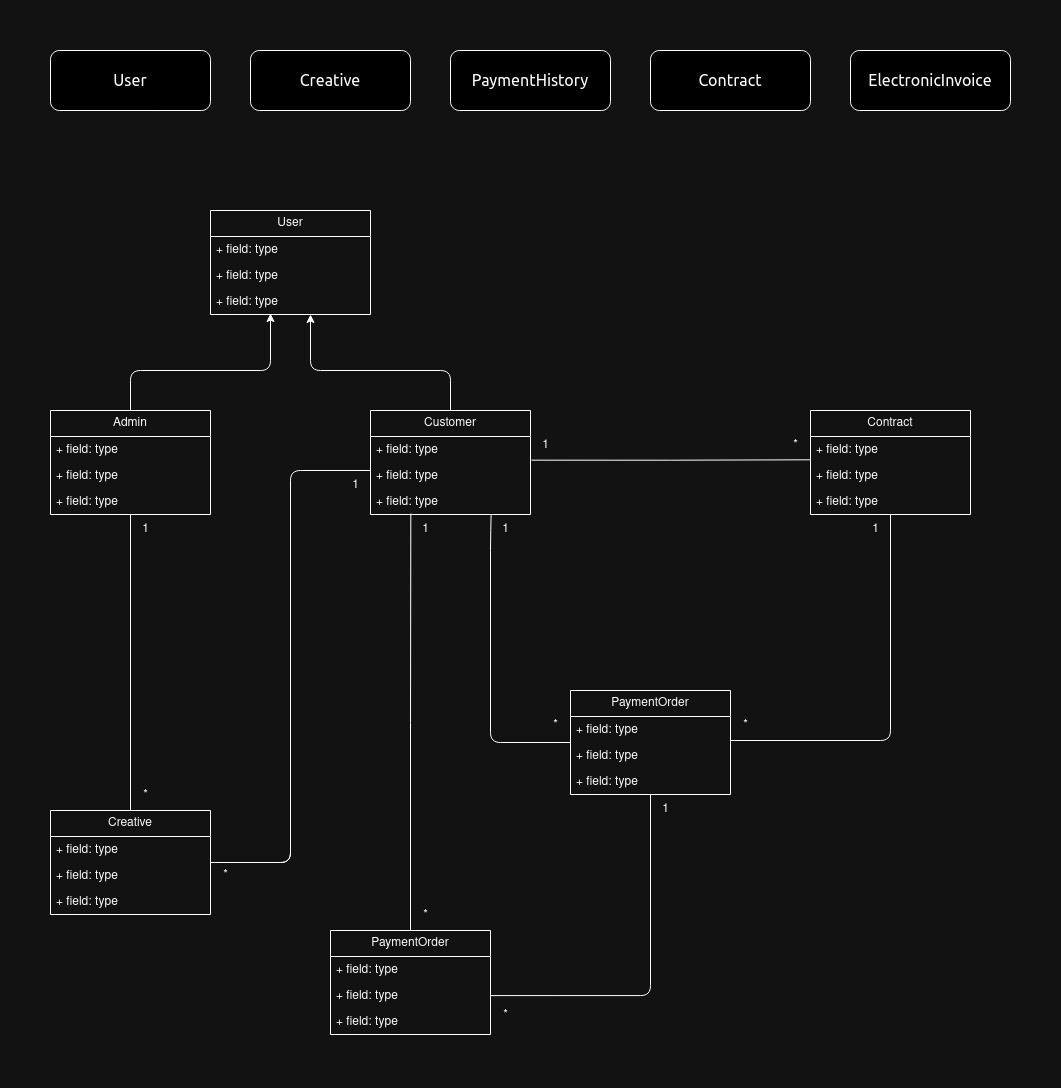 User
Creative
PaymentHistory
Contract
ElectronicInvoice
User
+ field: type
+ field: type
+ field: type
Admin
+ field: type
+ field: type
+ field: type
1
Customer
+ field: type
+ field: type
+ field: type
1
1
1
1
Contract
+ field: type
+ field: type
+ field: type
*
1
PaymentOrder
+ field: type
+ field: type
+ field: type
*
*
1
Creative
+ field: type
+ field: type
+ field: type
*
*
PaymentOrder
+ field: type
+ field: type
+ field: type
*
*